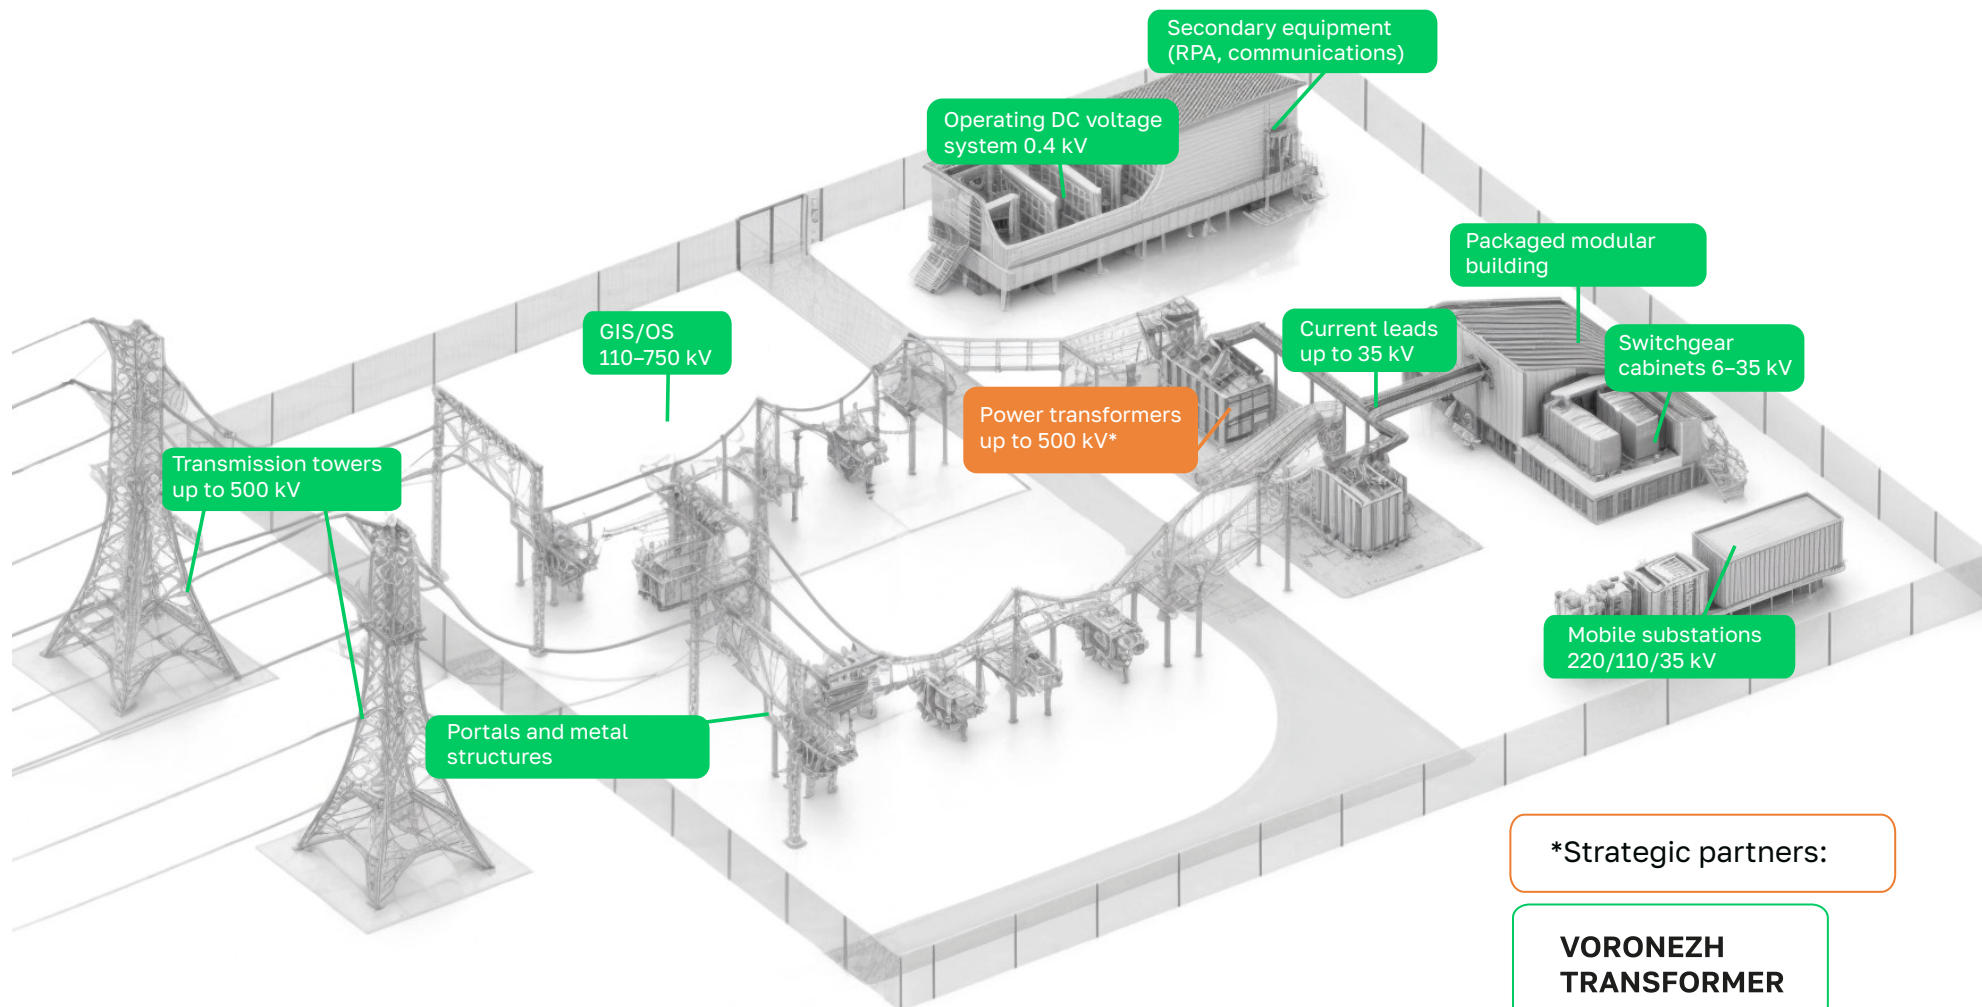 Secondary equipment
(RPA, communications)
Operating DC voltage
system 0.4 kV
Packaged modular
building
GIS/OS
110–750 kV
Current leads
up to 35 kV
Switchgear
cabinets 6–35 kV
Power transformers
up to 500 kV*
Transmission towers
up to 500 kV
Mobile substations
220/110/35 kV
Portals and metal
structures
*Strategic partners:
VORONEZH
TRANSFORMER